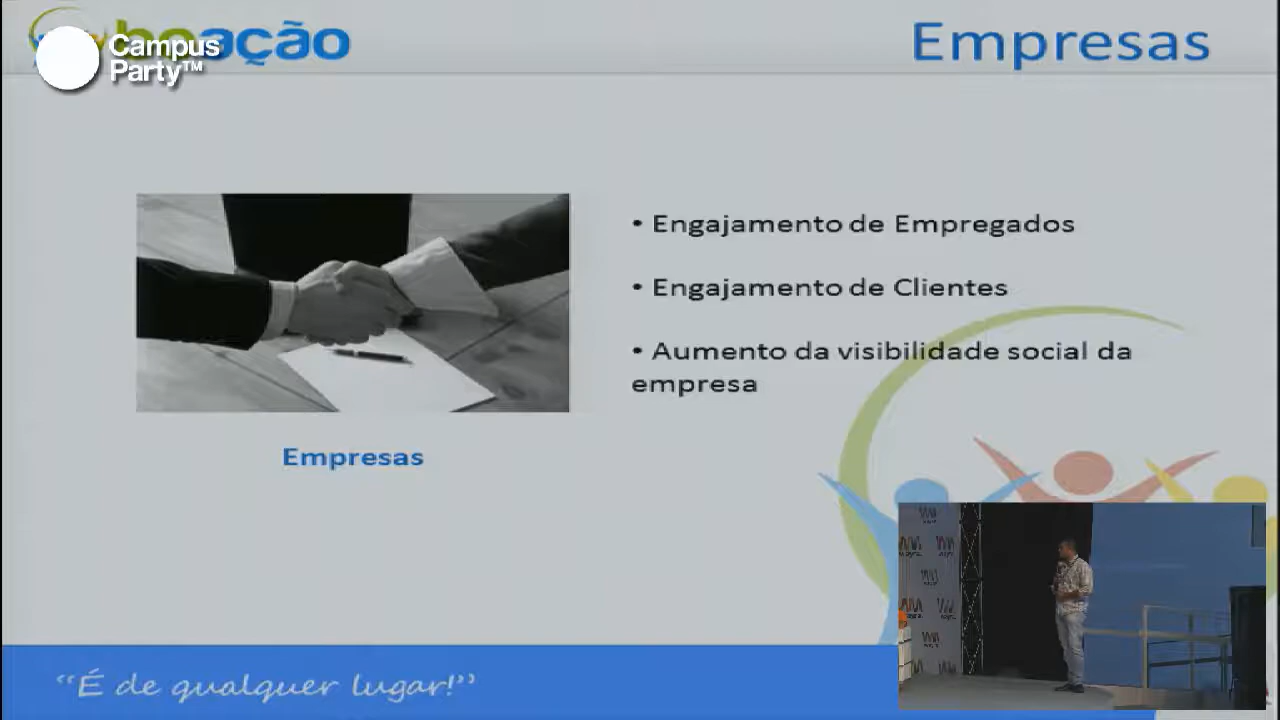 ação
Campus
Party™
Empresas
• Engajamento de Empregados
• Engajamento de Clientes
• Aumento da visibilidade social da
empresa
Empresas
“É de qualquer lugar!”